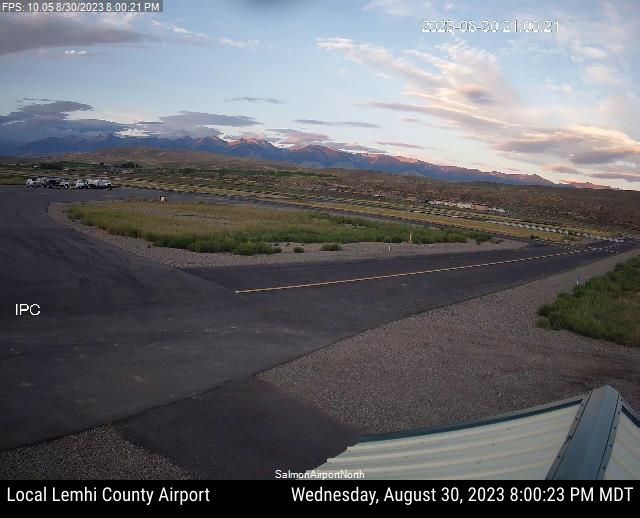 FPS: 10.05 8/30/2023 8:00:21 PM
2023-08-30 21:00:21
IPC
SalmonAirportNorth
Local Lemhi County Airport
Wednesday, August 30, 2023 8:00:23 PM MDT